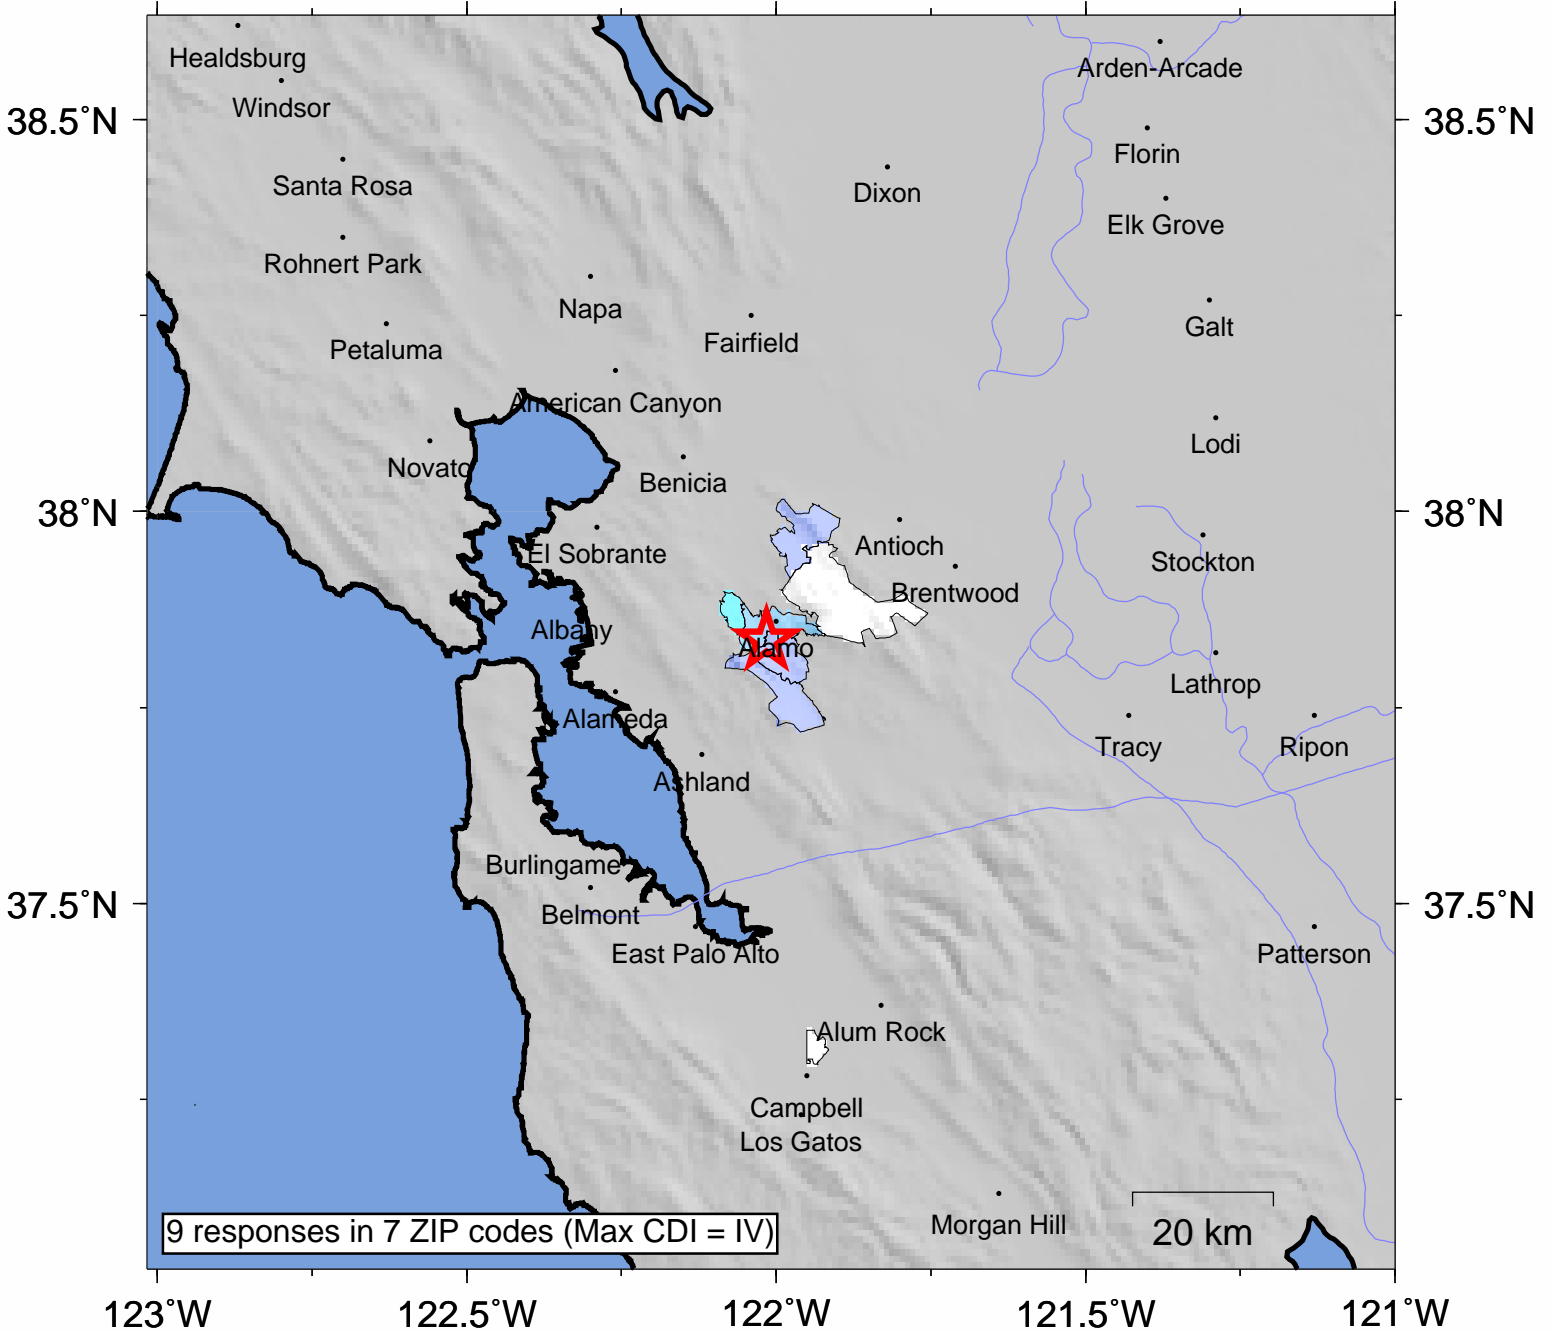 Healdsburg
Arden-Arcade
Windsor
38.5°N
38.5°N
Florin
Santa Rosa
Dixon
Elk Grove
Rohnert Park
Napa
Galt
Fairfield
Petaluma
American Canyon
Lodi
Novato
Benicia
38°N
38°N
Antioch
El Sobrante
Stockton
Brentwood
Albany
Alamo
Lathrop
Alameda
Tracy
Ripon
Ashland
Burlingame
37.5°N
37.5°N
Belmont
East Palo Alto
Patterson
Alum Rock
Campbell
Los Gatos
Morgan Hill
9 responses in 7 ZIP codes (Max CDI = IV)
20 km
123°W
122.5°W
122°W
121.5°W
121°W